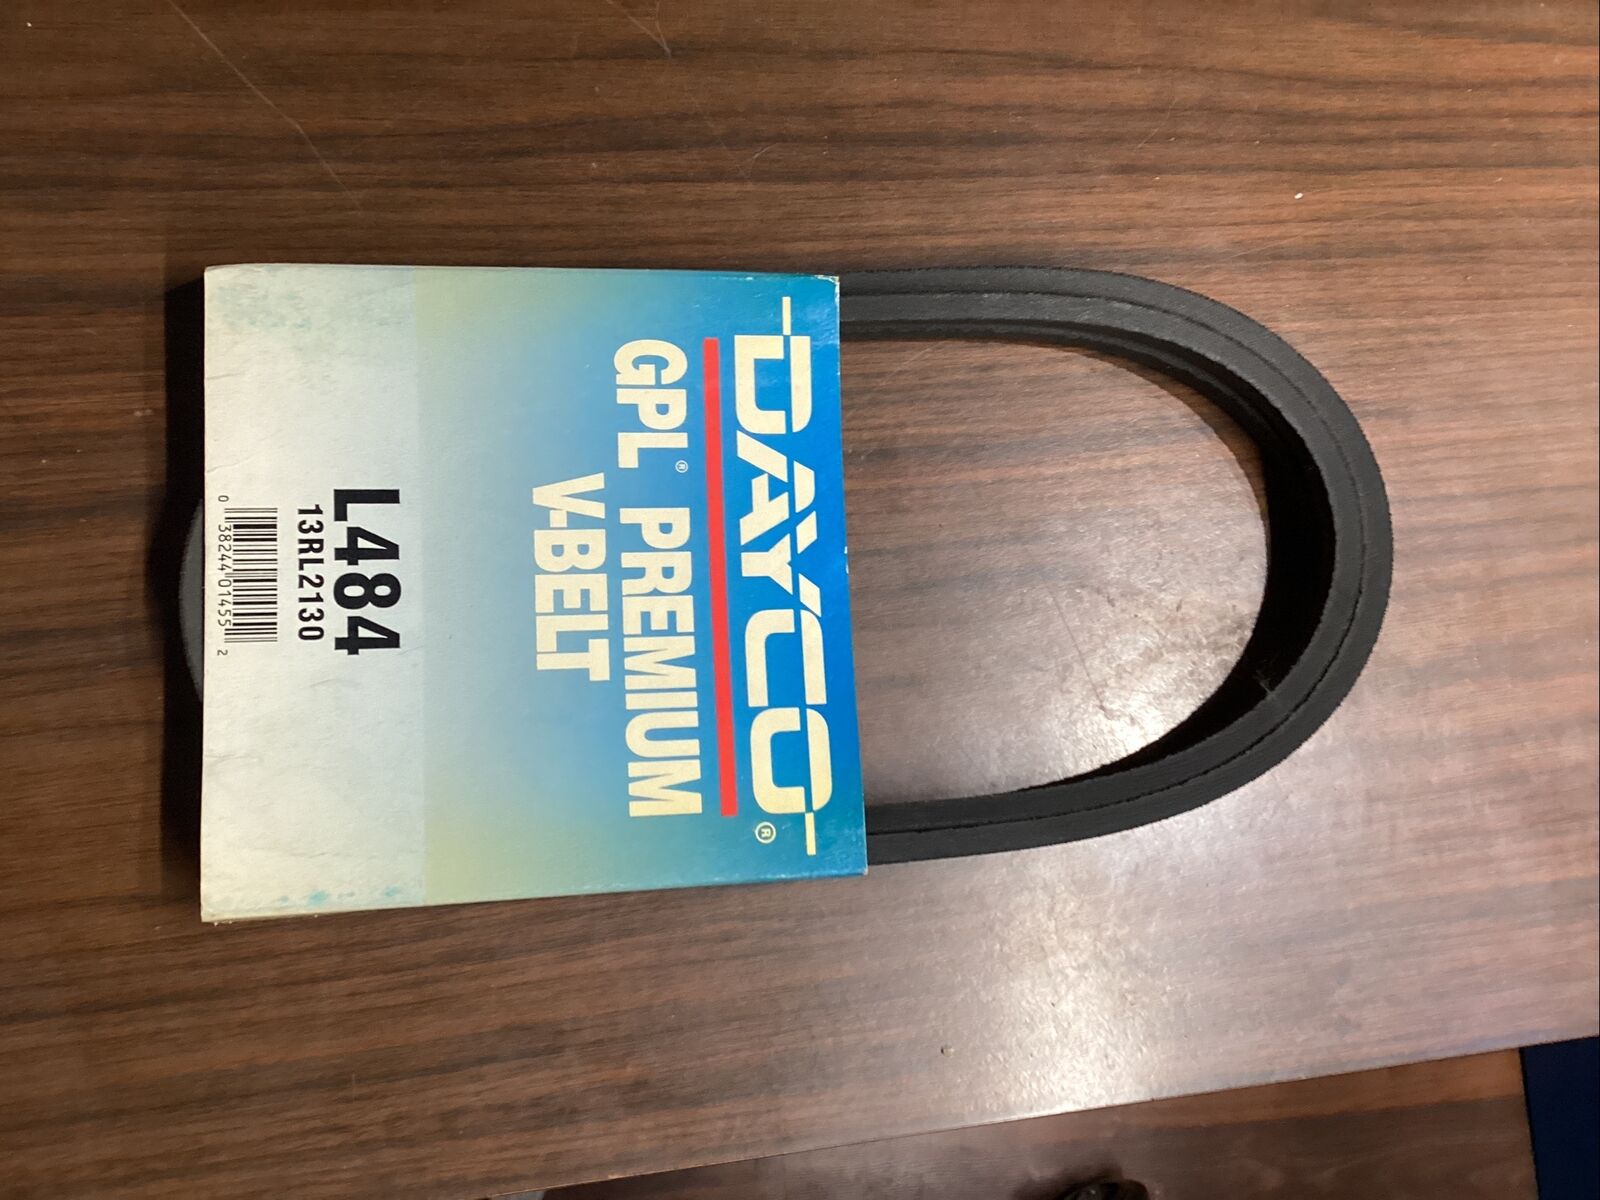 DAYCO®
GPL® PREMIUM
V-BELT
L484
13RL2130
0 38244 01455 2